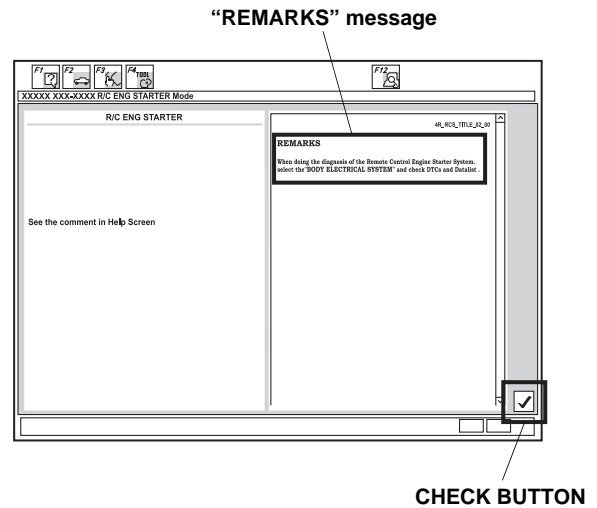 “REMARKS” message
F1 F2 F3 F4 TOOL F12
XXXXX XXX-XXXX R/C ENG STARTER Mode
R/C ENG STARTER
4R_RCS_TITLE_02_00
REMARKS
When doing the diagnosis of the Remote Control Engine Starter System.
select the"BODY ELECTRICAL SYSTEM" and check DTCs and Datalist .
See the comment in Help Screen
CHECK BUTTON